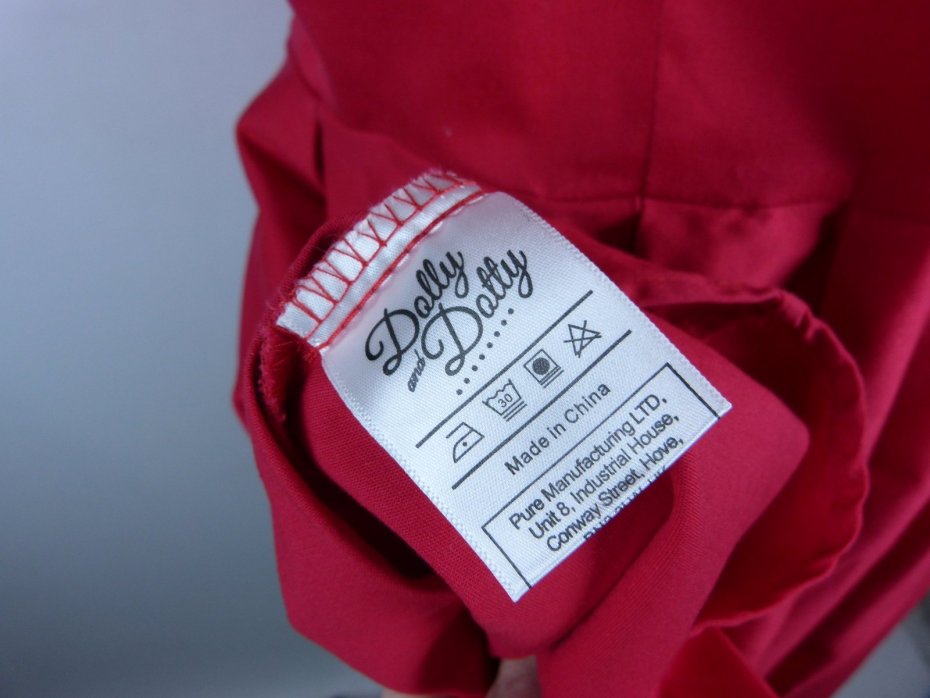 Dolly
and Dotty
30
Made in China
Pure Manufacturing LTD,
Unit 8, Industrial House,
Conway Street, Hove,